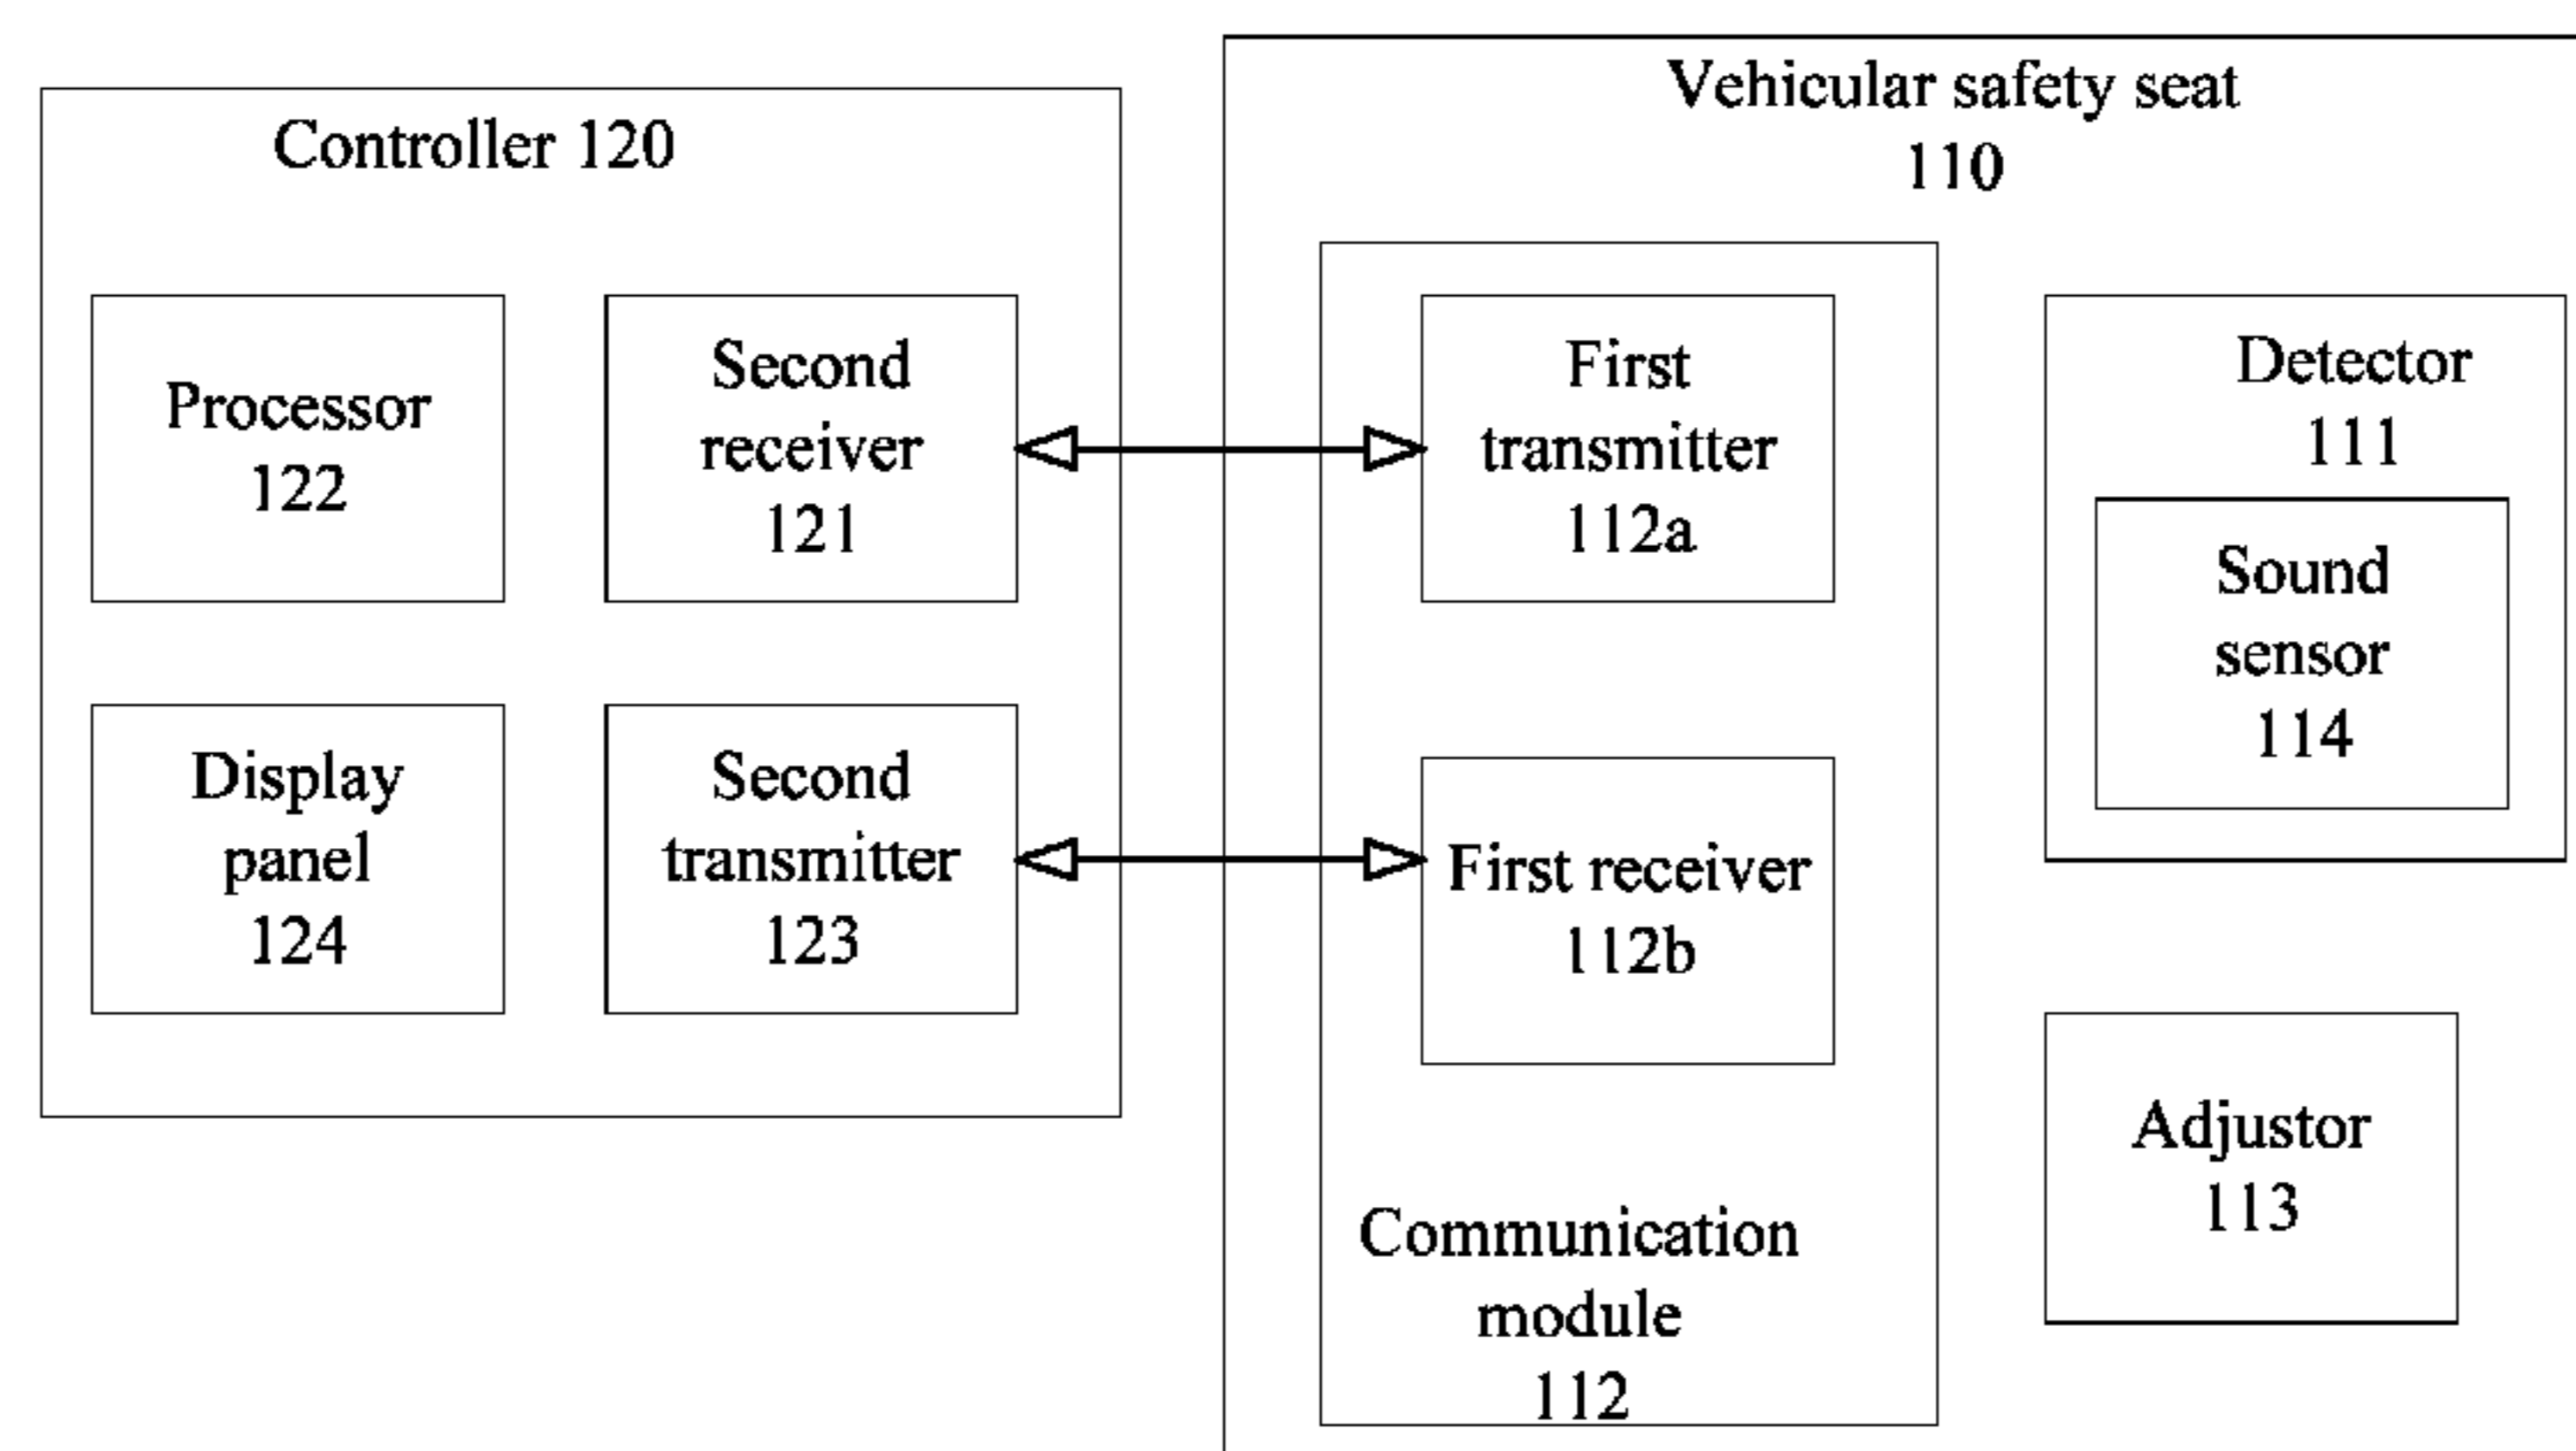 Controller 120
Processor
122
Second
receiver
121
Display
panel
124
Second
transmitter
123
Vehicular safety seat
110
First
transmitter
112a
First receiver
112b
Communication
module
112
Detector
111
Sound
sensor
114
Adjustor
113